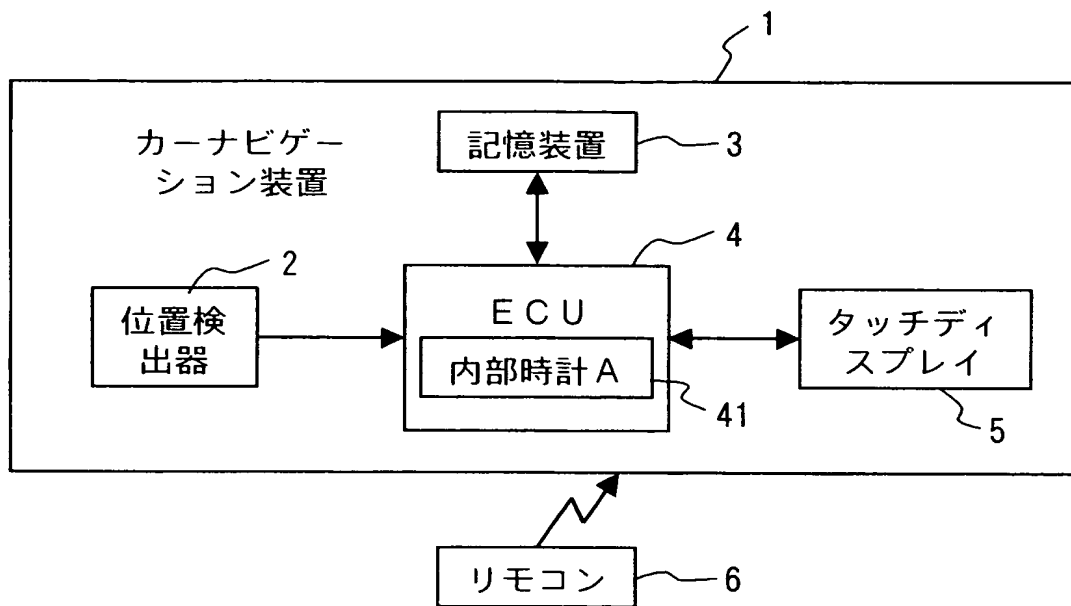 1
カーナビゲー
ション装置
記憶装置
3
2
位置検
出器
4
ECU
内部時計A
41
タッチディ
スプレイ
5
リモコン
6